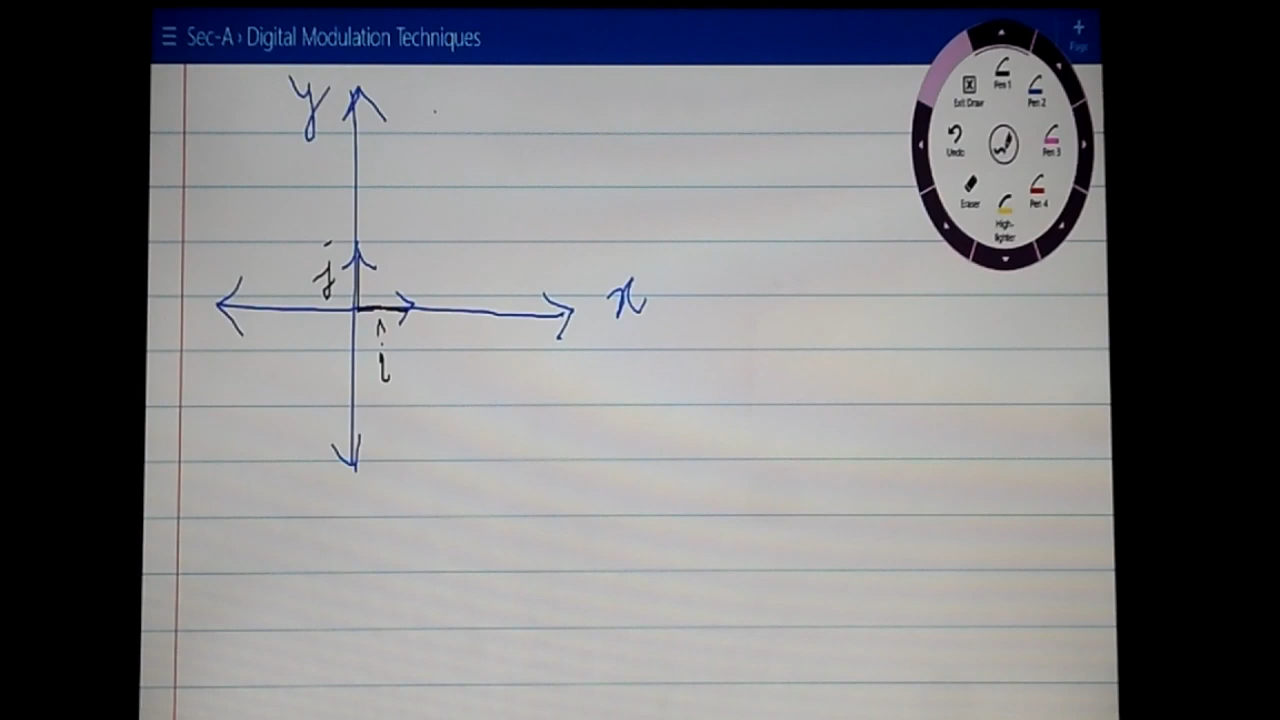 Sec-A › Digital Modulation Techniques
+
Page
Pen 1
Exit Draw
Pen 2
Undo
Pen 3
Eraser
Pen 4
High-
lighter
y
x
j
i